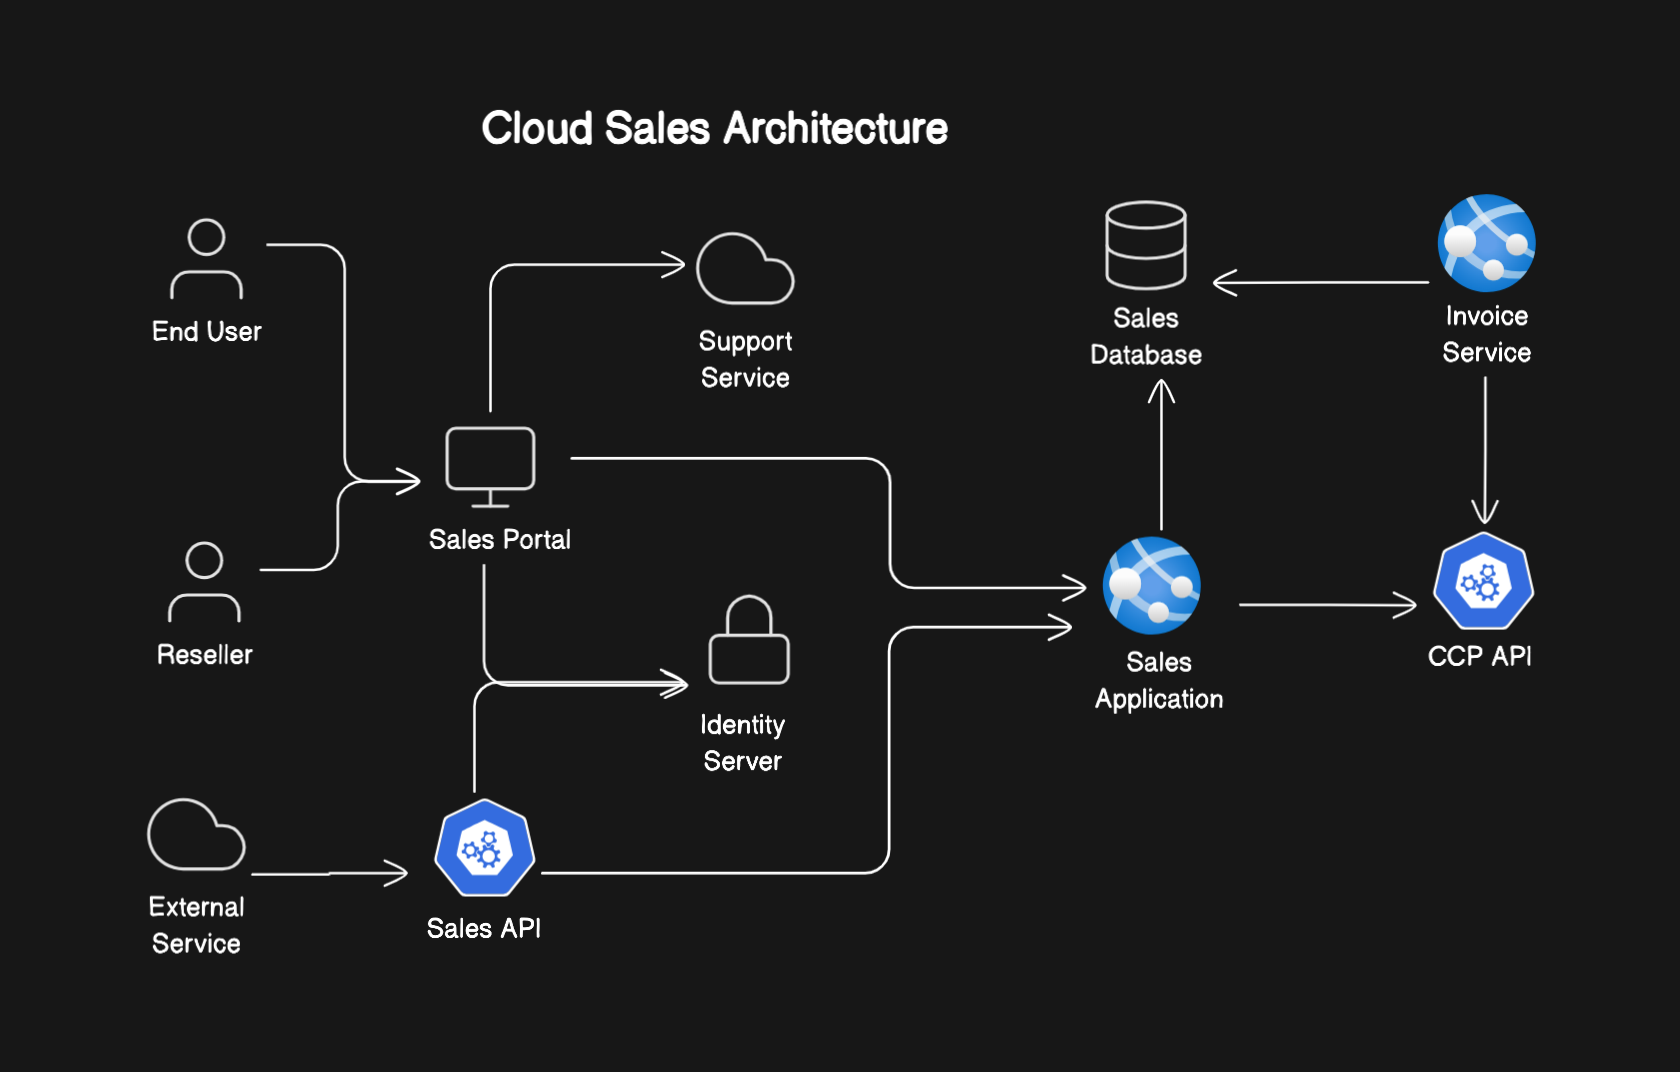 Cloud Sales Architecture
End User
Support
Service
Sales
Database
Invoice
Service
Sales Portal
Reseller
Identity
Server
Sales
Application
CCP API
External
Service
Sales API